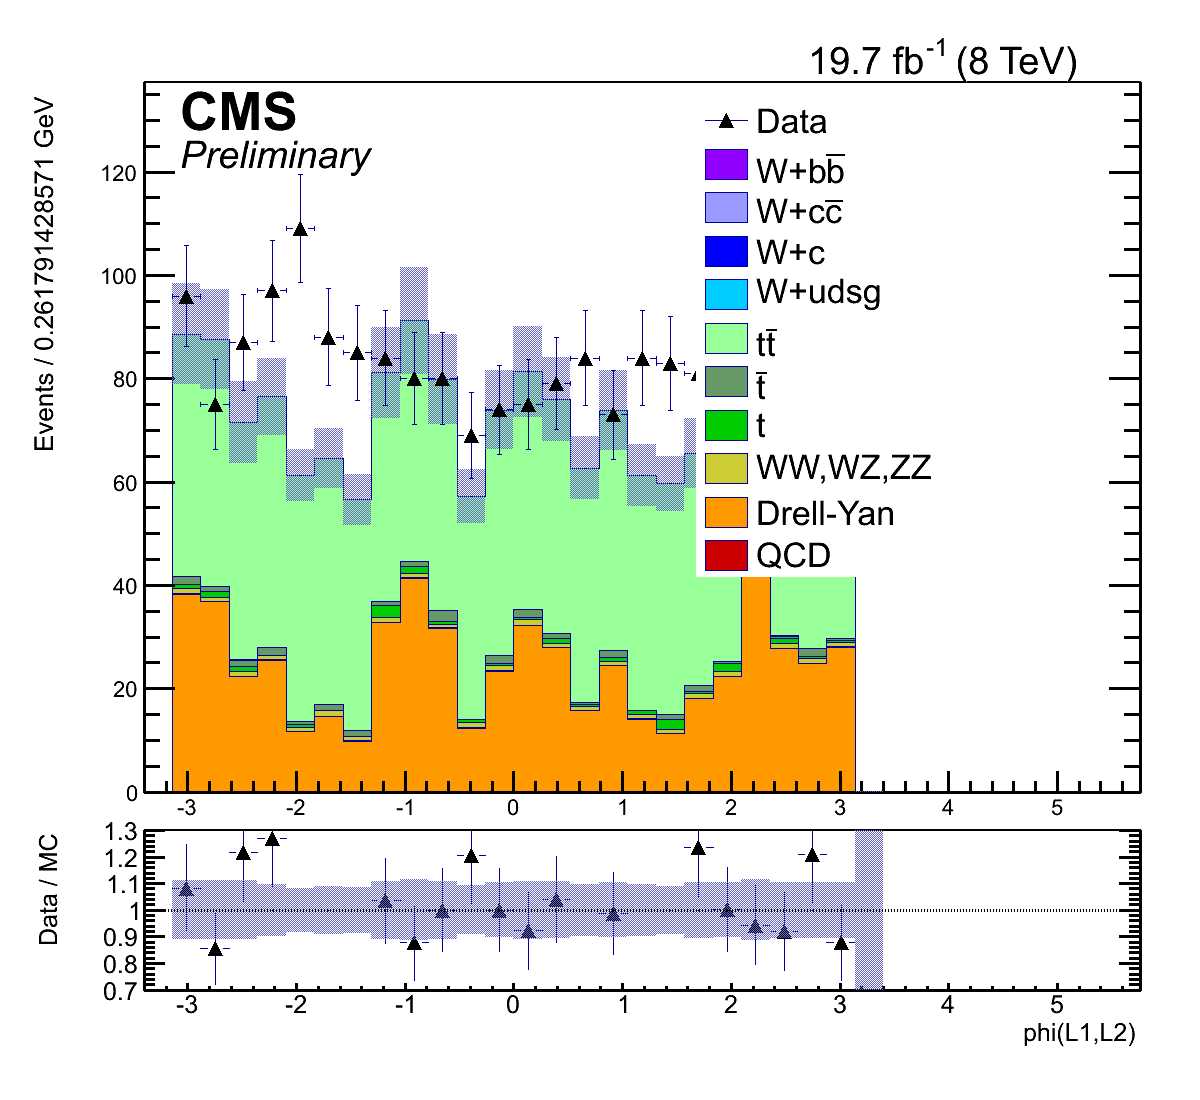 19.7 fb⁻¹ (8 TeV)
CMS
Preliminary
Events / 0.261791428571 GeV
120
100
80
60
40
20
0
Data
W+bb̅
W+cc̅
W+c
W+udsg
tt̅
t̅
t
WW,WZ,ZZ
Drell-Yan
QCD
-3 -2 -1 0 1 2 3 4 5
Data / MC
1.3
1.2
1.1
1
0.9
0.8
0.7
-3 -2 -1 0 1 2 3 4 5
phi(L1,L2)